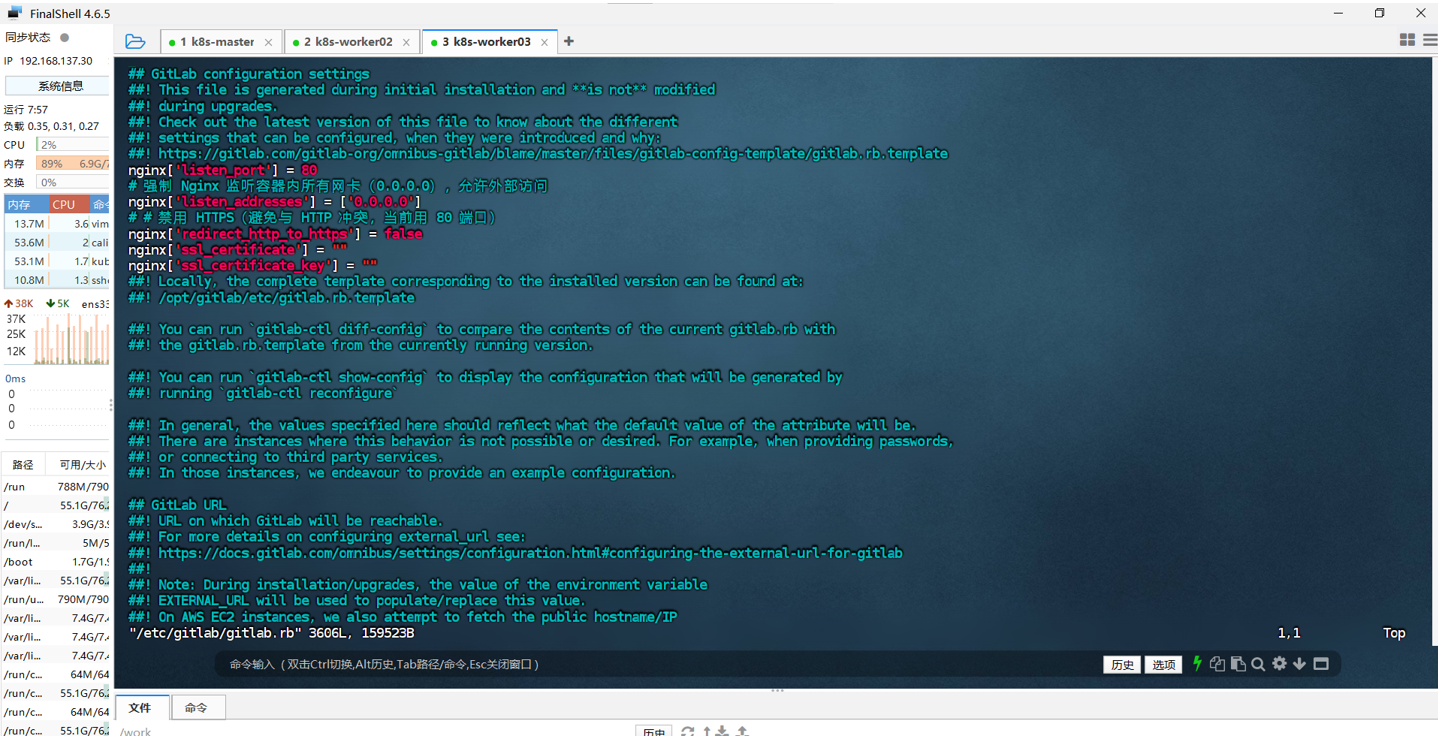 FinalShell 4.6.5
同步状态
IP 192.168.137.30
系统信息
运行 7:57
负载 0.35, 0.31, 0.27
CPU 2%
内存 89% 6.9G/7
交换 0%
内存 CPU 命令
13.7M 3.6 vim
53.6M 2 cali
53.1M 1.7 kub
10.8M 1.3 ssh
38K 5K ens33
37K
25K
12K
0ms
0
0
0
路径 可用/大小
/run 788M/790
/ 55.1G/76.2
/dev/s... 3.9G/3.9
/run/l... 5M/5
/boot 1.7G/1.9
/var/li... 55.1G/76.2
/run/u... 790M/790
/var/li... 7.4G/7.4
/var/li... 7.4G/7.4
/var/li... 7.4G/7.4
/run/c... 64M/64
/run/c... 55.1G/76.2
/run/c... 64M/64
/run/c... 55.1G/76.2
1 k8s-master
2 k8s-worker02
3 k8s-worker03
## GitLab configuration settings
##! This file is generated during initial installation and **is not** modified
##! during upgrades.
##! Check out the latest version of this file to know about the different
##! settings that can be configured, when they were introduced and why:
##! https://gitlab.com/gitlab-org/omnibus-gitlab/blame/master/files/gitlab-config-template/gitlab.rb.template
nginx['listen_port'] = 80
# 强制 Nginx 监听容器内所有网卡（0.0.0.0），允许外部访问
nginx['listen_addresses'] = ['0.0.0.0']
# # 禁用 HTTPS（避免与 HTTP 冲突，当前用 80 端口）
nginx['redirect_http_to_https'] = false
nginx['ssl_certificate'] = ""
nginx['ssl_certificate_key'] = ""
##! Locally, the complete template corresponding to the installed version can be found at:
##! /opt/gitlab/etc/gitlab.rb.template
##! You can run `gitlab-ctl diff-config` to compare the contents of the current gitlab.rb with
##! the gitlab.rb.template from the currently running version.
##! You can run `gitlab-ctl show-config` to display the configuration that will be generated by
##! running `gitlab-ctl reconfigure`
##! In general, the values specified here should reflect what the default value of the attribute will be.
##! There are instances where this behavior is not possible or desired. For example, when providing passwords,
##! or connecting to third party services.
##! In those instances, we endeavour to provide an example configuration.
## GitLab URL
##! URL on which GitLab will be reachable.
##! For more details on configuring external_url see:
##! https://docs.gitlab.com/omnibus/settings/configuration.html#configuring-the-external-url-for-gitlab
##!
##! Note: During installation/upgrades, the value of the environment variable
##! EXTERNAL_URL will be used to populate/replace this value.
##! On AWS EC2 instances, we also attempt to fetch the public hostname/IP
"/etc/gitlab/gitlab.rb" 3606L, 159523B 1,1 Top
命令输入（双击Ctrl切换,Alt历史,Tab路径/命令,Esc关闭窗口）
历史 选项
文件 命令
/work
历史